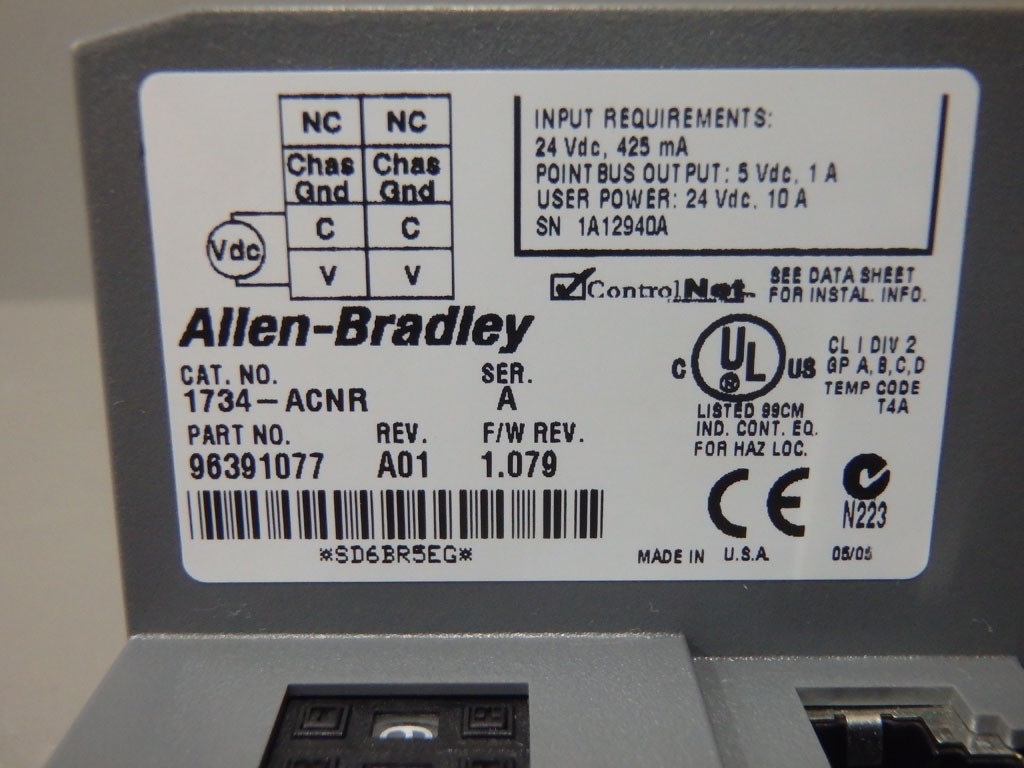 NC NC
Chas Chas
Gnd Gnd
Vdc C C
V V
INPUT REQUIREMENTS:
24 Vdc, 425 mA
POINTBUS OUTPUT: 5 Vdc, 1 A
USER POWER: 24 Vdc, 10 A
SN 1A12940A
ControlNet
SEE DATA SHEET
FOR INSTAL. INFO.
Allen-Bradley
CAT. NO. SER.
1734-ACNR A
PART NO. REV. F/W REV.
96391077 A01 1.079
*SD6BR5EG*
C UL US
®
LISTED 99CM
IND. CONT. EQ.
FOR HAZ LOC.
CL I DIV 2
GP A, B, C, D
TEMP CODE
T4A
CE
N223
MADE IN U.S.A. 05/05